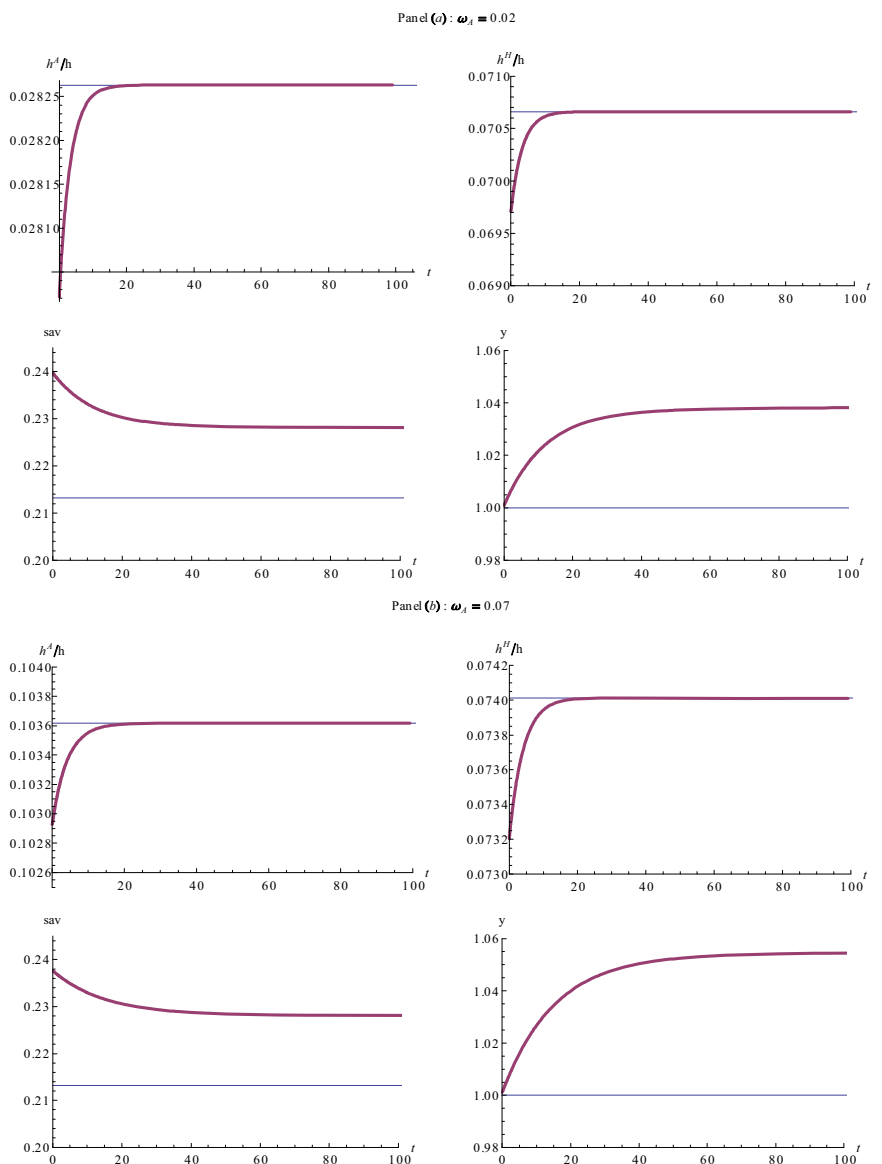 Panel (a) : ω_A = 0.02
h^A/h
0.02825
0.02820
0.02815
0.02810
20 40 60 80 100 t
h^H/h
0.0710
0.0705
0.0700
0.0695
0.0690
0 20 40 60 80 100 t
sav
0.24
0.23
0.22
0.21
0.20
0 20 40 60 80 100 t
y
1.06
1.04
1.02
1.00
0.98
0 20 40 60 80 100 t
Panel (b) : ω_A = 0.07
h^A/h
0.1040
0.1038
0.1036
0.1034
0.1032
0.1030
0.1028
0.1026
0 20 40 60 80 100 t
h^H/h
0.0742
0.0740
0.0738
0.0736
0.0734
0.0732
0.0730
0 20 40 60 80 100 t
sav
0.24
0.23
0.22
0.21
0.20
0 20 40 60 80 100 t
y
1.06
1.04
1.02
1.00
0.98
0 20 40 60 80 100 t